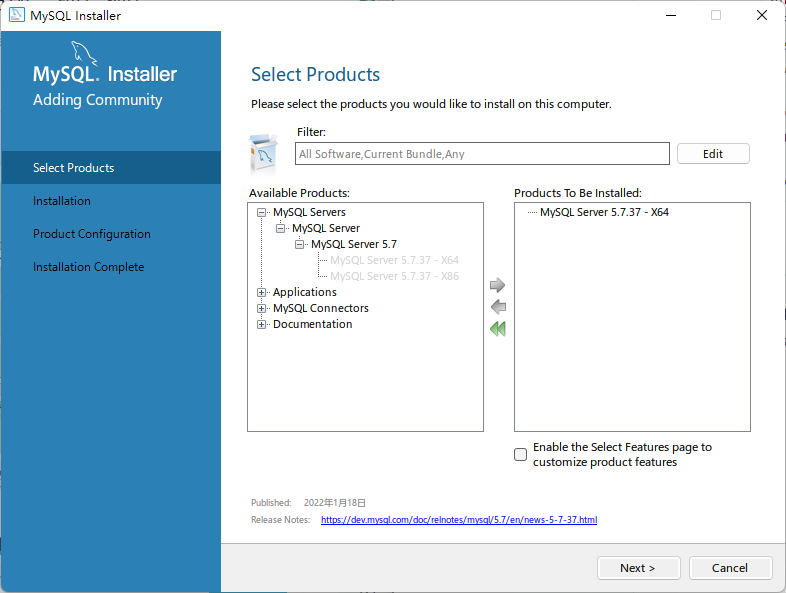 MySQL Installer
MySQL. Installer
Adding Community
Select Products
Installation
Product Configuration
Installation Complete
Select Products
Please select the products you would like to install on this computer.
Filter:
All Software,Current Bundle,Any
Edit
Available Products:
MySQL Servers
MySQL Server
MySQL Server 5.7
MySQL Server 5.7.37 - X64
MySQL Server 5.7.37 - X86
Applications
MySQL Connectors
Documentation
Products To Be Installed:
MySQL Server 5.7.37 - X64
Enable the Select Features page to
customize product features
Published: 2022年1月18日
Release Notes: https://dev.mysql.com/doc/relnotes/mysql/5.7/en/news-5-7-37.html
Next >
Cancel